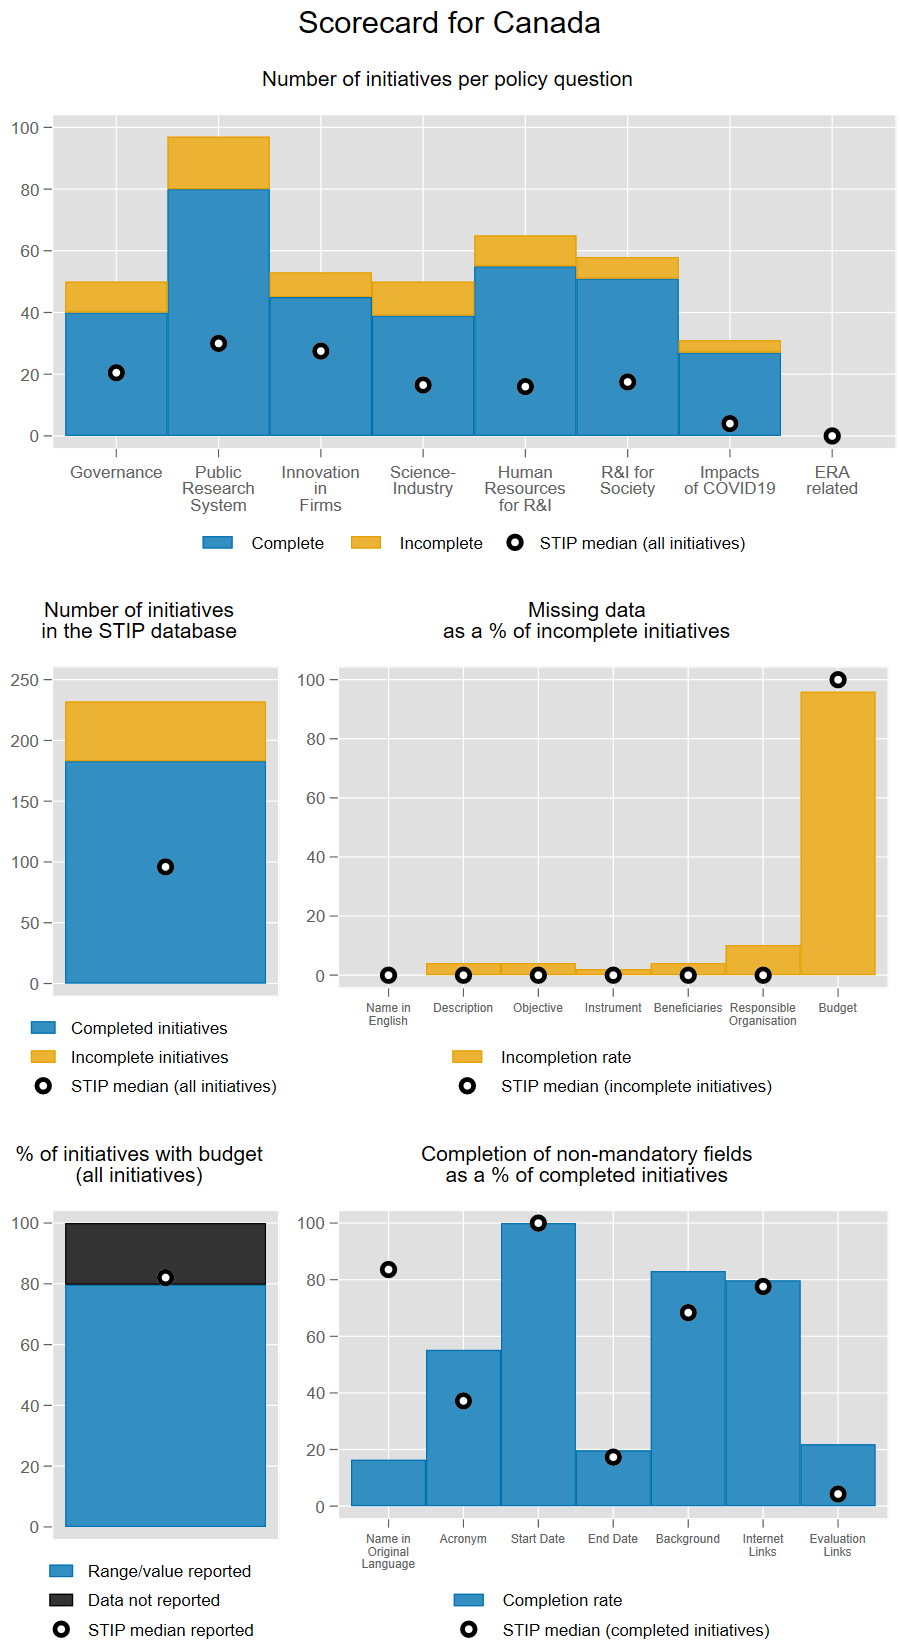 Scorecard for Canada
Number of initiatives per policy question
100
80
60
40
20
0
Governance
Public
Research
System
Innovation
in
Firms
Science-
Industry
Human
Resources
for R&I
R&I for
Society
Impacts
of COVID19
ERA
related
Complete
Incomplete
STIP median (all initiatives)
Number of initiatives
in the STIP database
250
200
150
100
50
0
Completed initiatives
Incomplete initiatives
STIP median (all initiatives)
Missing data
as a % of incomplete initiatives
100
80
60
40
20
0
Name in
English
Description
Objective
Instrument
Beneficiaries
Responsible
Organisation
Budget
Incompletion rate
STIP median (incomplete initiatives)
% of initiatives with budget
(all initiatives)
100
80
60
40
20
0
Range/value reported
Data not reported
STIP median reported
Completion of non-mandatory fields
as a % of completed initiatives
100
80
60
40
20
0
Name in
Original
Language
Acronym
Start Date
End Date
Background
Internet
Links
Evaluation
Links
Completion rate
STIP median (completed initiatives)